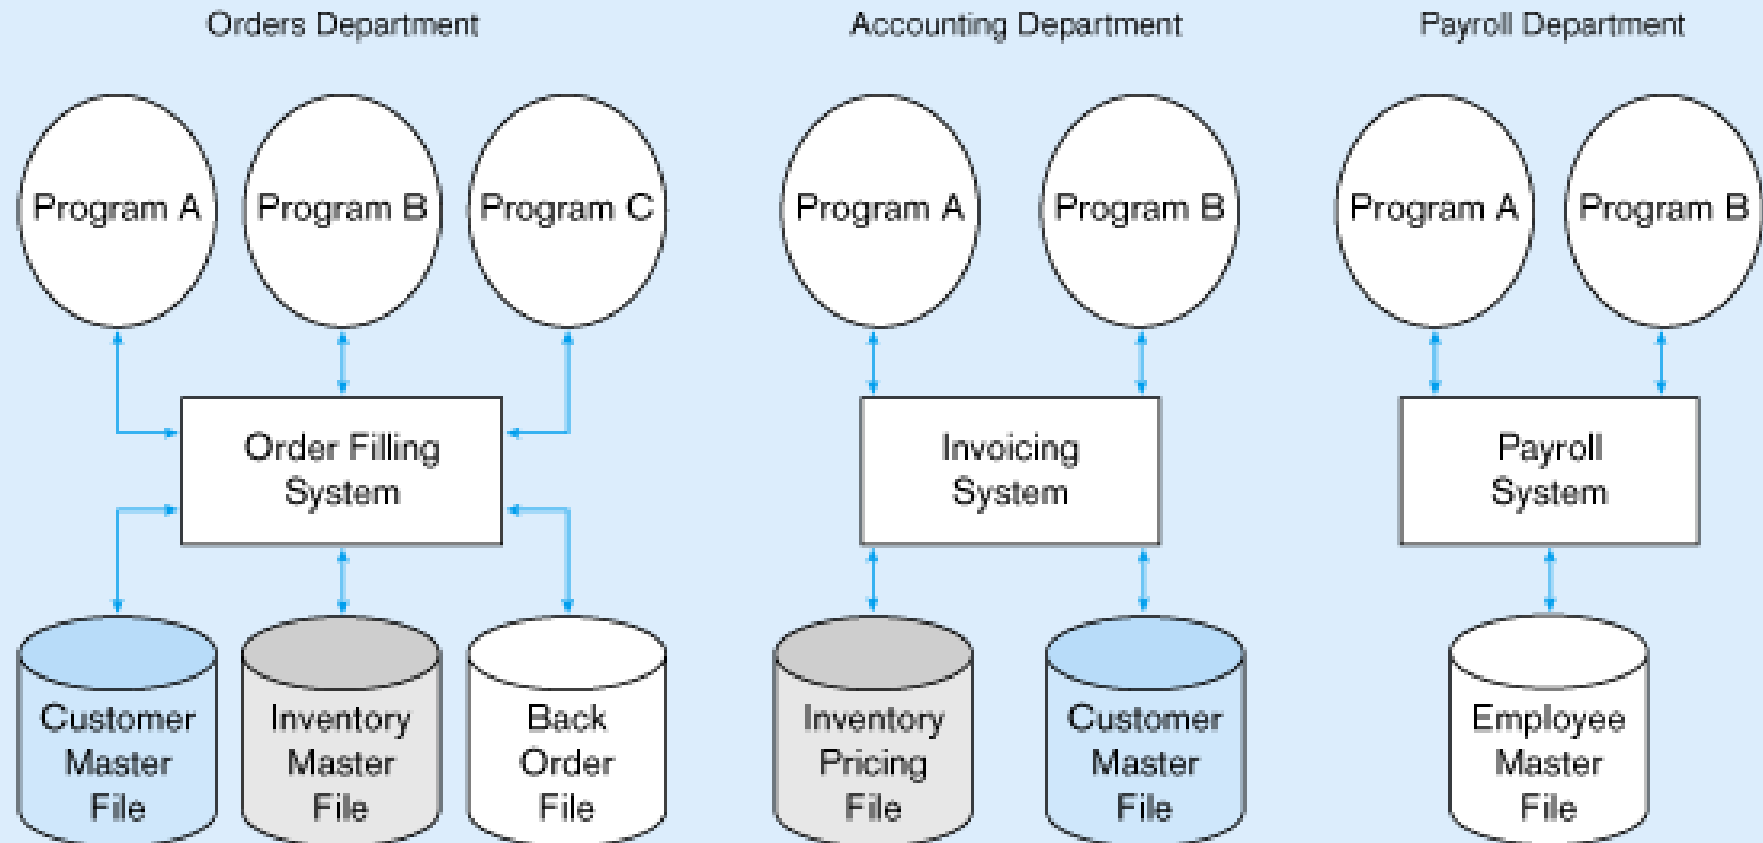 Orders Department
Accounting Department
Payroll Department
Program A
Program B
Program C
Program A
Program B
Program A
Program B
Order Filling
System
Invoicing
System
Payroll
System
Customer
Master
File
Inventory
Master
File
Back
Order
File
Inventory
Pricing
File
Customer
Master
File
Employee
Master
File